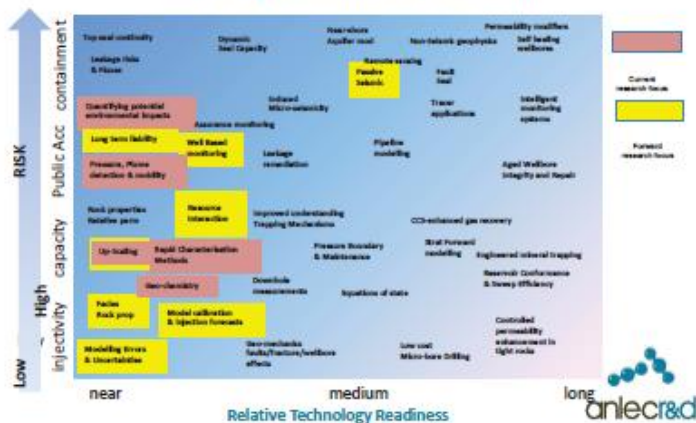 Permeability modifiers
Near-shore
Aquifer mod
Top seal continuity
Dynamic
Seal Capacity
Non-Seismic geophysics
Self healing
wellbores
Leakage risks
& Fluxes
Remote sensing
Passive
Seismic
Fault
Seal
Current
research focus
Quantifying potential
environmental impacts
Induced
Micro-seismicity
Tracer
applications
Intelligent
monitoring
systems
Assurance monitoring
Long term liability
Well Based
monitoring
Pipeline
modelling
Forward
research focus
Pressure, Plume
detection & mobility
Leakage
remediation
Aged Wellbore
Integrity and Repair
Rock properties
Relative perm
Resource
Interaction
Improved understanding
Trapping Mechanisms
CCS-enhanced gas recovery
Up-Scaling
Rapid Characterisation
Methods
Pressure Boundary
& Maintenance
Strat Forward
modelling
Engineered mineral trapping
Geo-chemistry
Downhole
measurements
Equations of state
Reservoir Conformance
& Sweep Efficiency
Facies
Rock prop
Model calibration
& Injection forecasts
Controlled
permeability
enhancement in
tight rocks
Modelling Errors
& Uncertainties
Geo-mechanics
faults/fracture/wellbore
effects
Low cost
Micro-bore Drilling
RISK
High
Low
containment
Public Acc
capacity
injectivity
near
medium
long
Relative Technology Readiness
anlecr&d